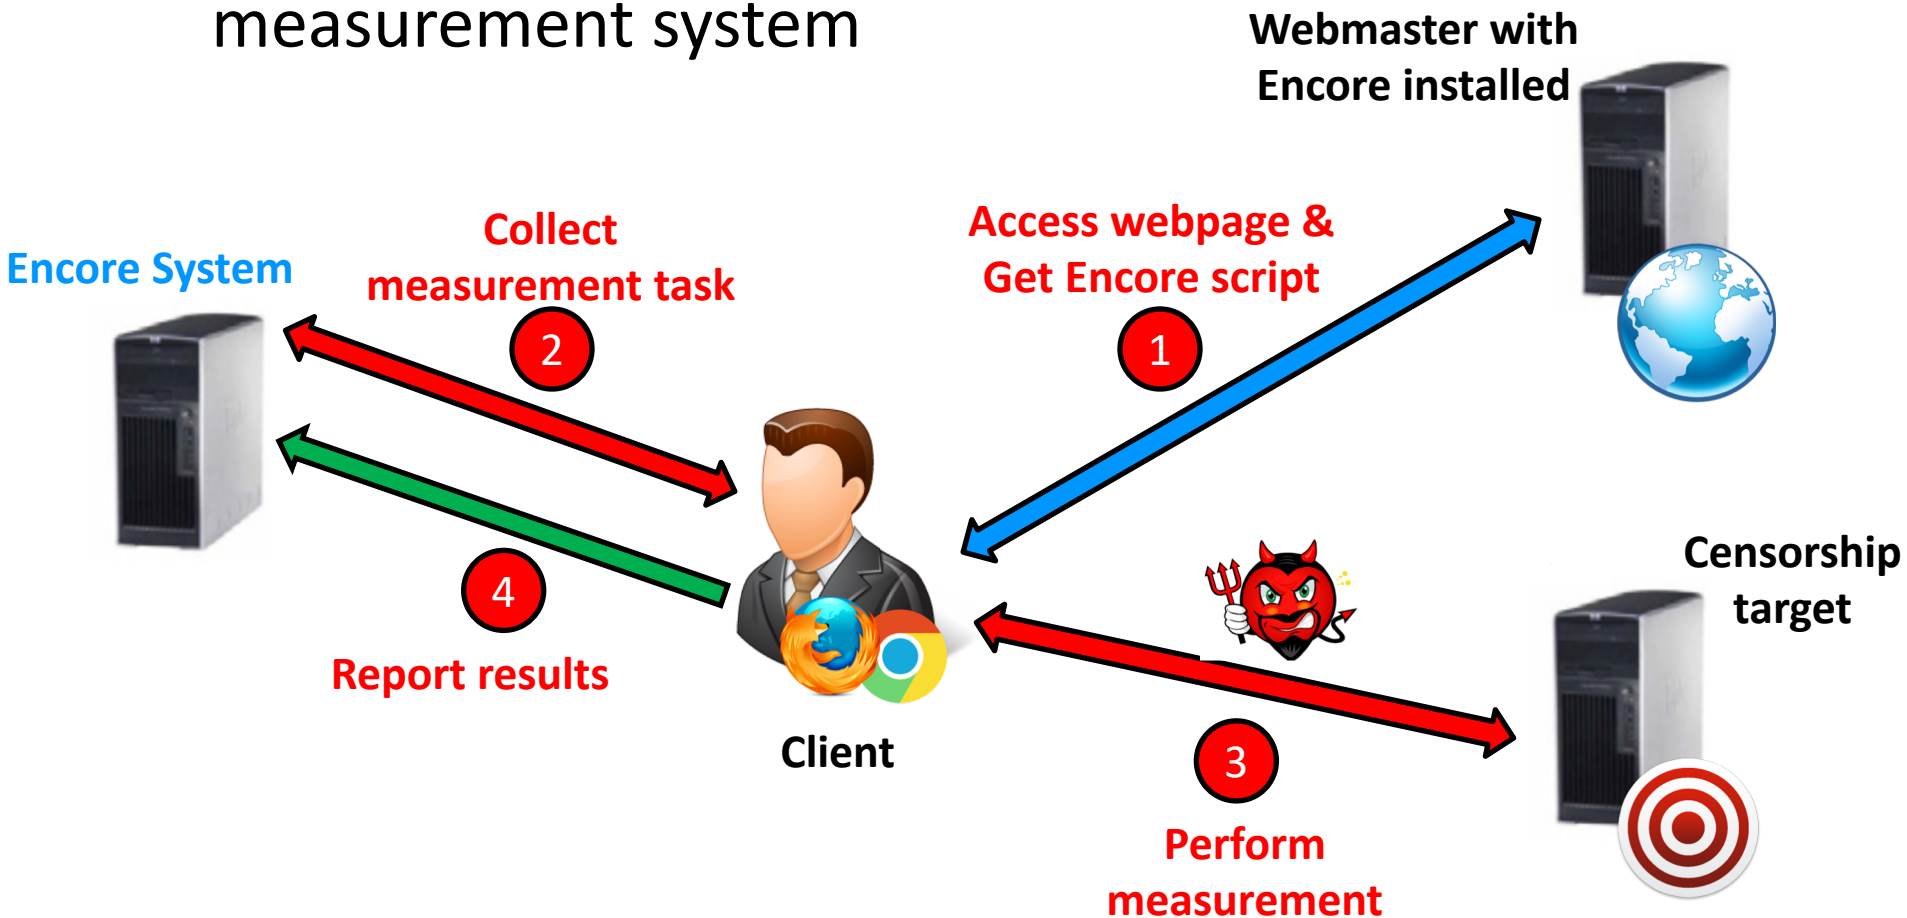 measurement system
Webmaster with
Encore installed
Collect
measurement task
2
Access webpage &
Get Encore script
1
Encore System
4
Report results
Client
Censorship
target
3
Perform
measurement